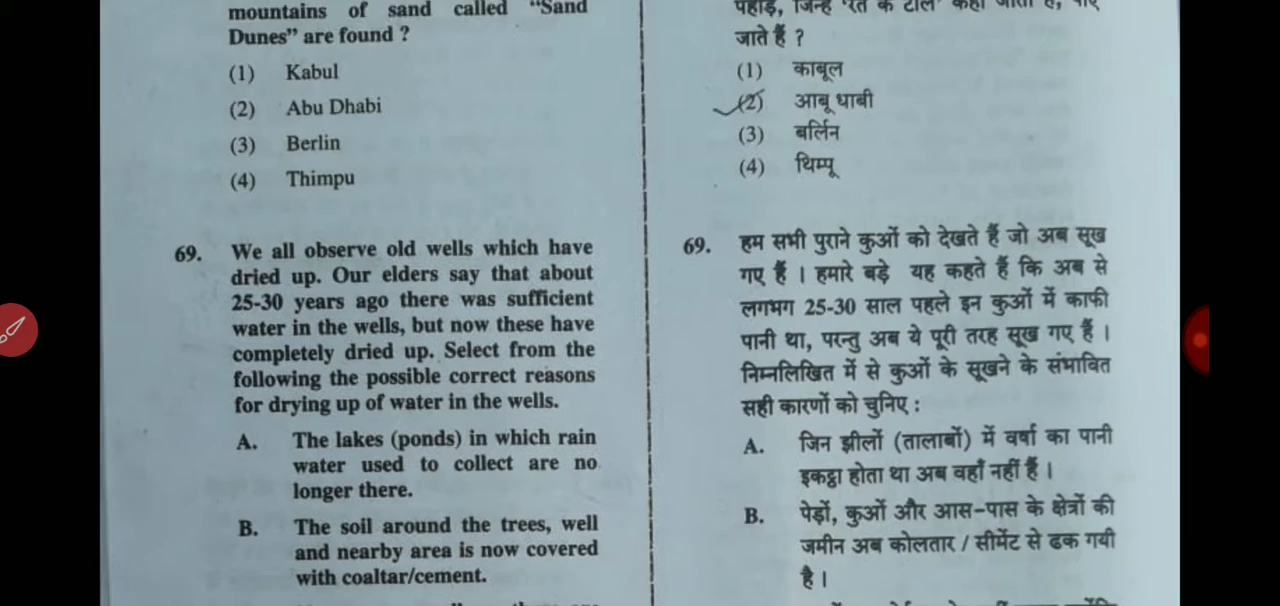 mountains of sand called "Sand
Dunes" are found ?
(1) Kabul
(2) Abu Dhabi
(3) Berlin
(4) Thimpu
69. We all observe old wells which have
dried up. Our elders say that about
25-30 years ago there was sufficient
water in the wells, but now these have
completely dried up. Select from the
following the possible correct reasons
for drying up of water in the wells.
A. The lakes (ponds) in which rain
water used to collect are no
longer there.
B. The soil around the trees, well
and nearby area is now covered
with coaltar/cement.
पहाड़, जिन्हें 'रेत के टीले' कहा जाता है, पाए
जाते हैं ?
(1) काबूल
(2) आबू धाबी
(3) बर्लिन
(4) थिम्पू
69. हम सभी पुराने कुओं को देखते हैं जो अब सूख
गए हैं । हमारे बड़े यह कहते हैं कि अब से
लगभग 25-30 साल पहले इन कुओं में काफी
पानी था, परन्तु अब ये पूरी तरह सूख गए हैं ।
निम्नलिखित में से कुओं के सूखने के संभावित
सही कारणों को चुनिए :
A. जिन झीलों (तालाबों) में वर्षा का पानी
इकट्ठा होता था अब वहाँ नहीं हैं ।
B. पेड़ों, कुओं और आस-पास के क्षेत्रों की
जमीन अब कोलतार / सीमेंट से ढक गयी
है ।